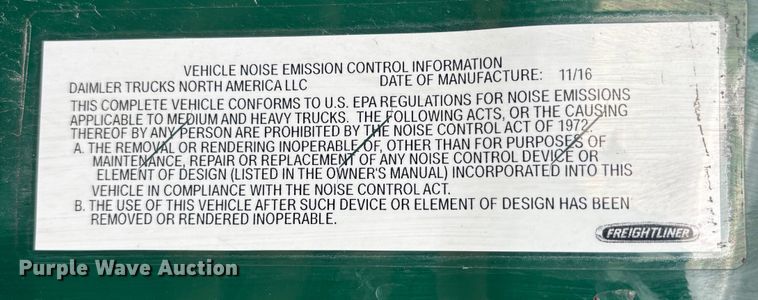 VEHICLE NOISE EMISSION CONTROL INFORMATION
DAIMLER TRUCKS NORTH AMERICA LLC DATE OF MANUFACTURE: 11/16
THIS COMPLETE VEHICLE CONFORMS TO U.S. EPA REGULATIONS FOR NOISE EMISSIONS
APPLICABLE TO MEDIUM AND HEAVY TRUCKS. THE FOLLOWING ACTS, OR THE CAUSING
THEREOF BY ANY PERSON ARE PROHIBITED BY THE NOISE CONTROL ACT OF 1972.
A. THE REMOVAL OR RENDERING INOPERABLE OF, OTHER THAN FOR PURPOSES OF
MAINTENANCE, REPAIR OR REPLACEMENT OF ANY NOISE CONTROL DEVICE OR
ELEMENT OF DESIGN (LISTED IN THE OWNER'S MANUAL) INCORPORATED INTO THIS
VEHICLE IN COMPLIANCE WITH THE NOISE CONTROL ACT.
B. THE USE OF THIS VEHICLE AFTER SUCH DEVICE OR ELEMENT OF DESIGN HAS BEEN
REMOVED OR RENDERED INOPERABLE.
FREIGHTLINER
Purple Wave Auction